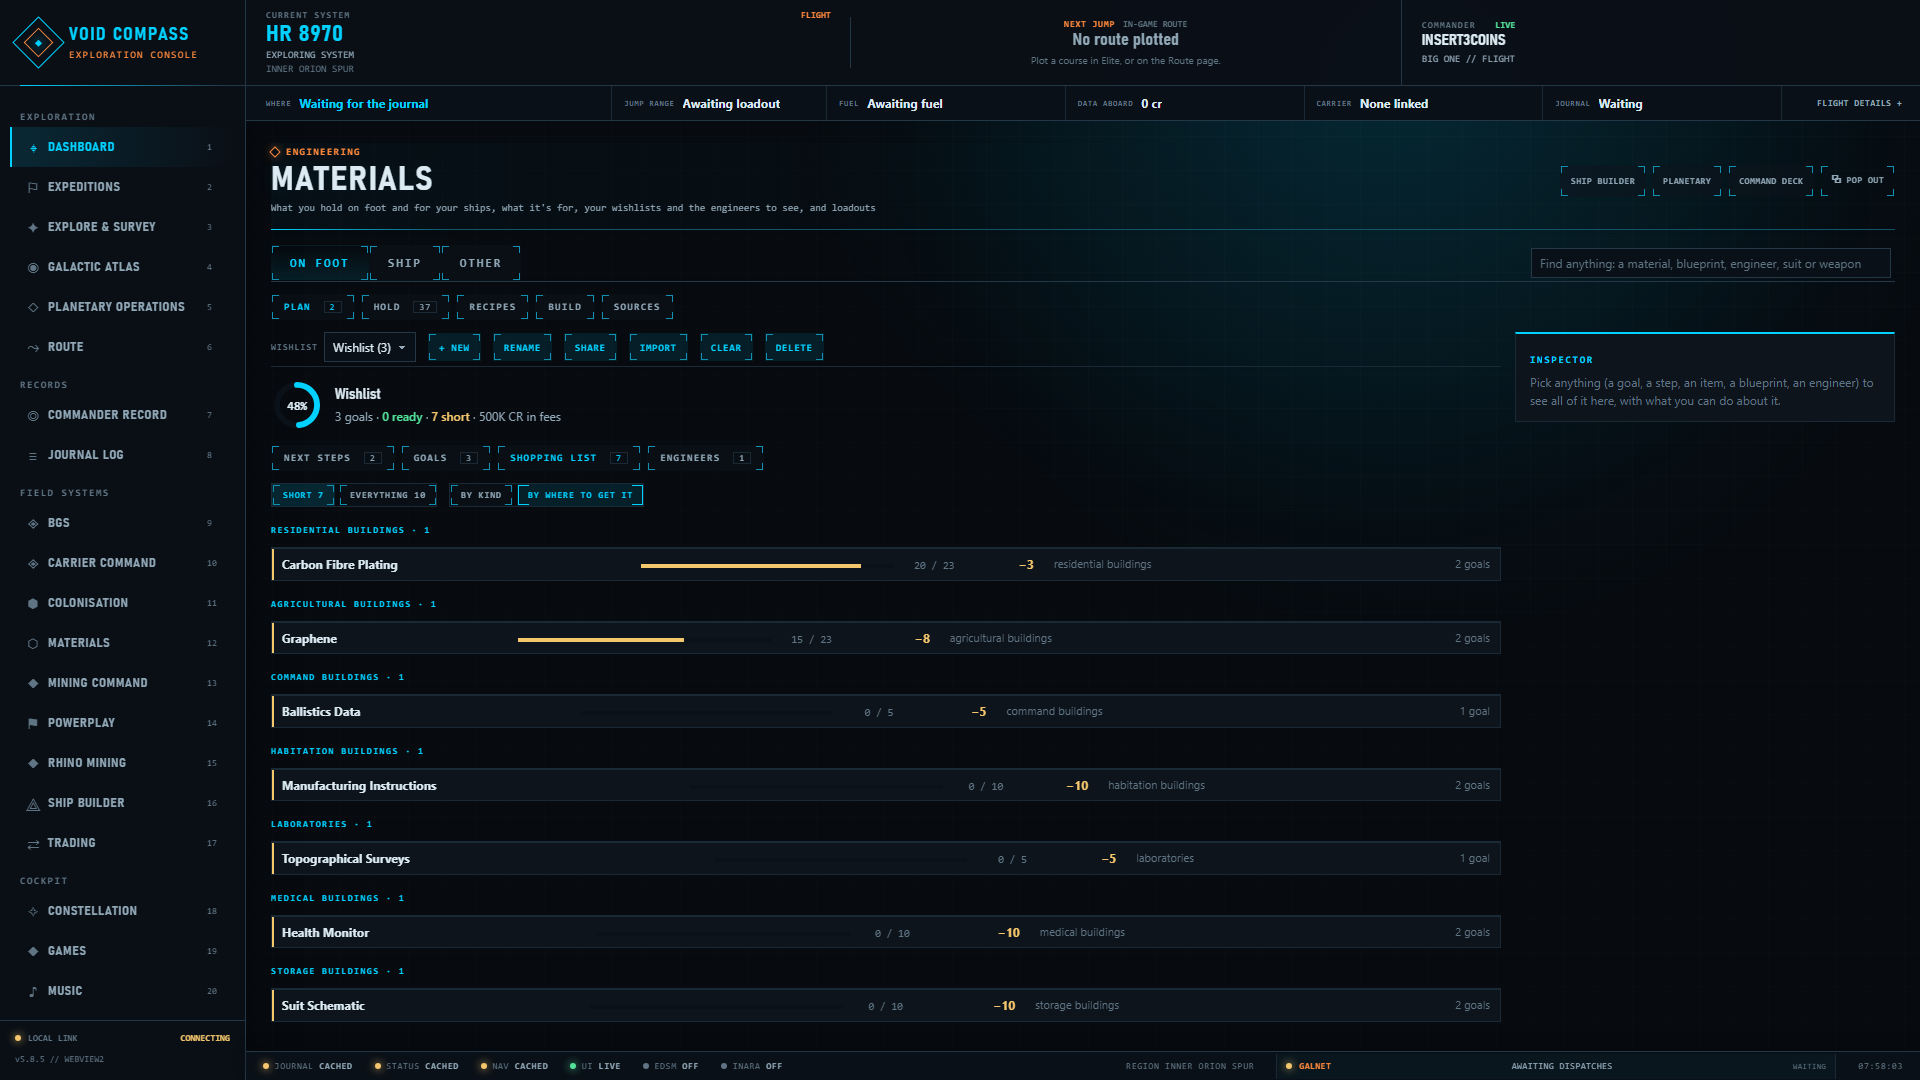 VOID COMPASS
EXPLORATION CONSOLE
CURRENT SYSTEM
HR 8970
EXPLORING SYSTEM
INNER ORION SPUR
FLIGHT
NEXT JUMP IN-GAME ROUTE
No route plotted
Plot a course in Elite, or on the Route page.
COMMANDER LIVE
INSERT3COINS
BIG ONE // FLIGHT
WHERE Waiting for the journal
JUMP RANGE Awaiting loadout
FUEL Awaiting fuel
DATA ABOARD 0 cr
CARRIER None linked
JOURNAL Waiting
FLIGHT DETAILS +
EXPLORATION
DASHBOARD 1
EXPEDITIONS 2
EXPLORE & SURVEY 3
GALACTIC ATLAS 4
PLANETARY OPERATIONS 5
ROUTE 6
RECORDS
COMMANDER RECORD 7
JOURNAL LOG 8
FIELD SYSTEMS
BGS 9
CARRIER COMMAND 10
COLONISATION 11
MATERIALS 12
MINING COMMAND 13
POWERPLAY 14
RHINO MINING 15
SHIP BUILDER 16
TRADING 17
COCKPIT
CONSTELLATION 18
GAMES 19
MUSIC 20
LOCAL LINK CONNECTING
v5.8.5 // WEBVIEW2
ENGINEERING
MATERIALS
What you hold on foot and for your ships, what it's for, your wishlists and the engineers to see, and loadouts
SHIP BUILDER PLANETARY COMMAND DECK POP OUT
ON FOOT SHIP OTHER
Find anything: a material, blueprint, engineer, suit or weapon
PLAN 2 HOLD 37 RECIPES BUILD SOURCES
WISHLIST Wishlist (3) + NEW RENAME SHARE IMPORT CLEAR DELETE
48%
Wishlist
3 goals · 0 ready · 7 short · 500K CR in fees
NEXT STEPS 2 GOALS 3 SHOPPING LIST 7 ENGINEERS 1
SHORT 7 EVERYTHING 10 BY KIND BY WHERE TO GET IT
RESIDENTIAL BUILDINGS · 1
Carbon Fibre Plating 20 / 23 −3 residential buildings 2 goals
AGRICULTURAL BUILDINGS · 1
Graphene 15 / 23 −8 agricultural buildings 2 goals
COMMAND BUILDINGS · 1
Ballistics Data 0 / 5 −5 command buildings 1 goal
HABITATION BUILDINGS · 1
Manufacturing Instructions 0 / 10 −10 habitation buildings 2 goals
LABORATORIES · 1
Topographical Surveys 0 / 5 −5 laboratories 1 goal
MEDICAL BUILDINGS · 1
Health Monitor 0 / 10 −10 medical buildings 2 goals
STORAGE BUILDINGS · 1
Suit Schematic 0 / 10 −10 storage buildings 2 goals
INSPECTOR
Pick anything (a goal, a step, an item, a blueprint, an engineer) to
see all of it here, with what you can do about it.
JOURNAL CACHED STATUS CACHED NAV CACHED UI LIVE EDSM OFF INARA OFF
REGION INNER ORION SPUR
GALNET AWAITING DISPATCHES WAITING
07:58:03